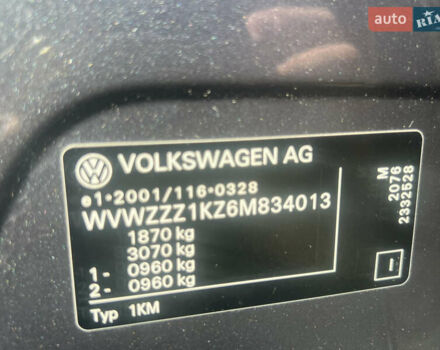 auto RIA
VOLKSWAGEN AG
e1*2001/116*0328
WVWZZZ1KZ6M834013
1870 kg
3070 kg
1- 0960 kg
2- 0960 kg
Typ 1KM
M
2076
2332528